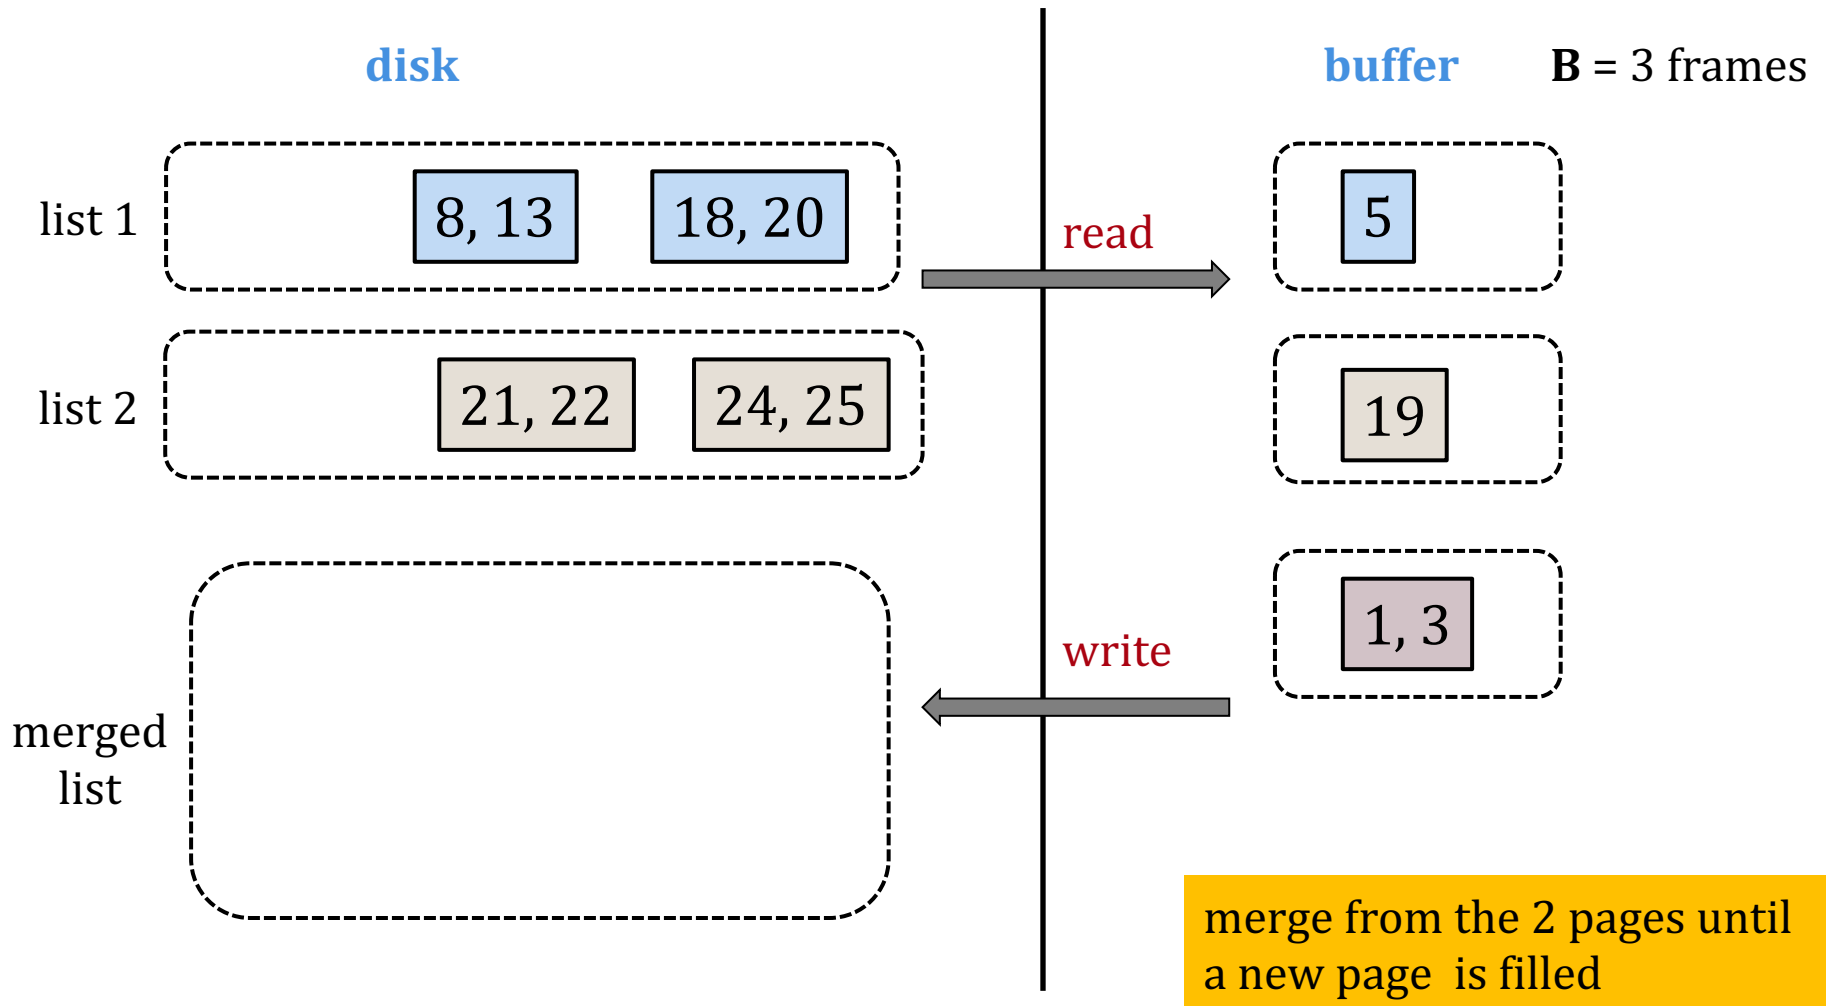 disk
buffer
B = 3 frames
list 1
8, 13
18, 20
read
5
list 2
21, 22
24, 25
19
1, 3
write
merged
list
merge from the 2 pages until
a new page  is filled